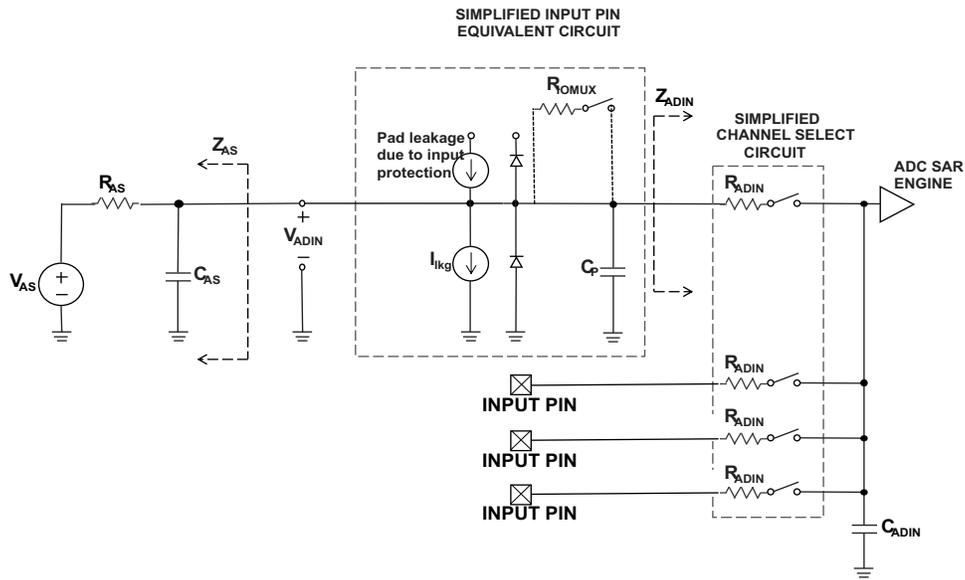 SIMPLIFIED INPUT PIN
EQUIVALENT CIRCUIT
RIOMUX
ZADIN
SIMPLIFIED
CHANNEL SELECT
CIRCUIT
Pad leakage
due to input
protection
ZAS
RAS
RADIN
ADC SAR
ENGINE
+
VADIN
−
Ilkg
CP
CAS
VAS
+
−
RADIN
INPUT PIN
RADIN
INPUT PIN
RADIN
INPUT PIN
CADIN